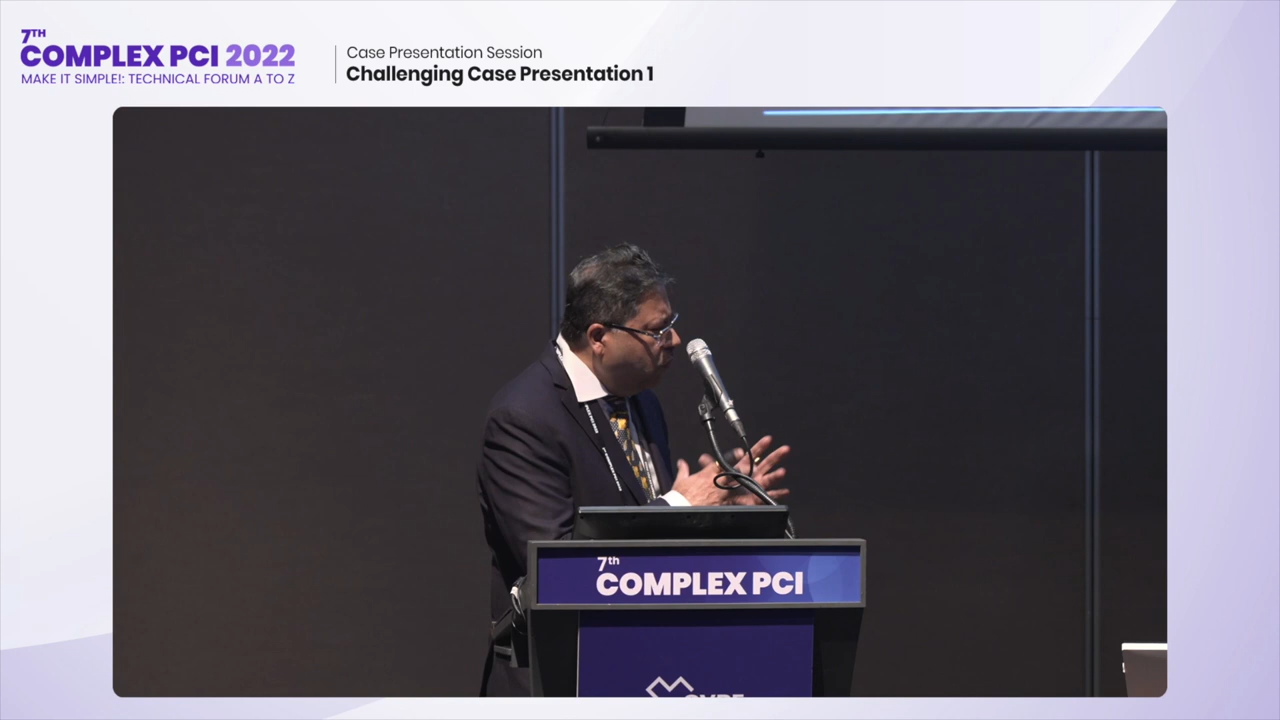 7TH
COMPLEX PCI 2022
MAKE IT SIMPLE!: TECHNICAL FORUM A TO Z
Case Presentation Session
Challenging Case Presentation 1
7th
COMPLEX PCI